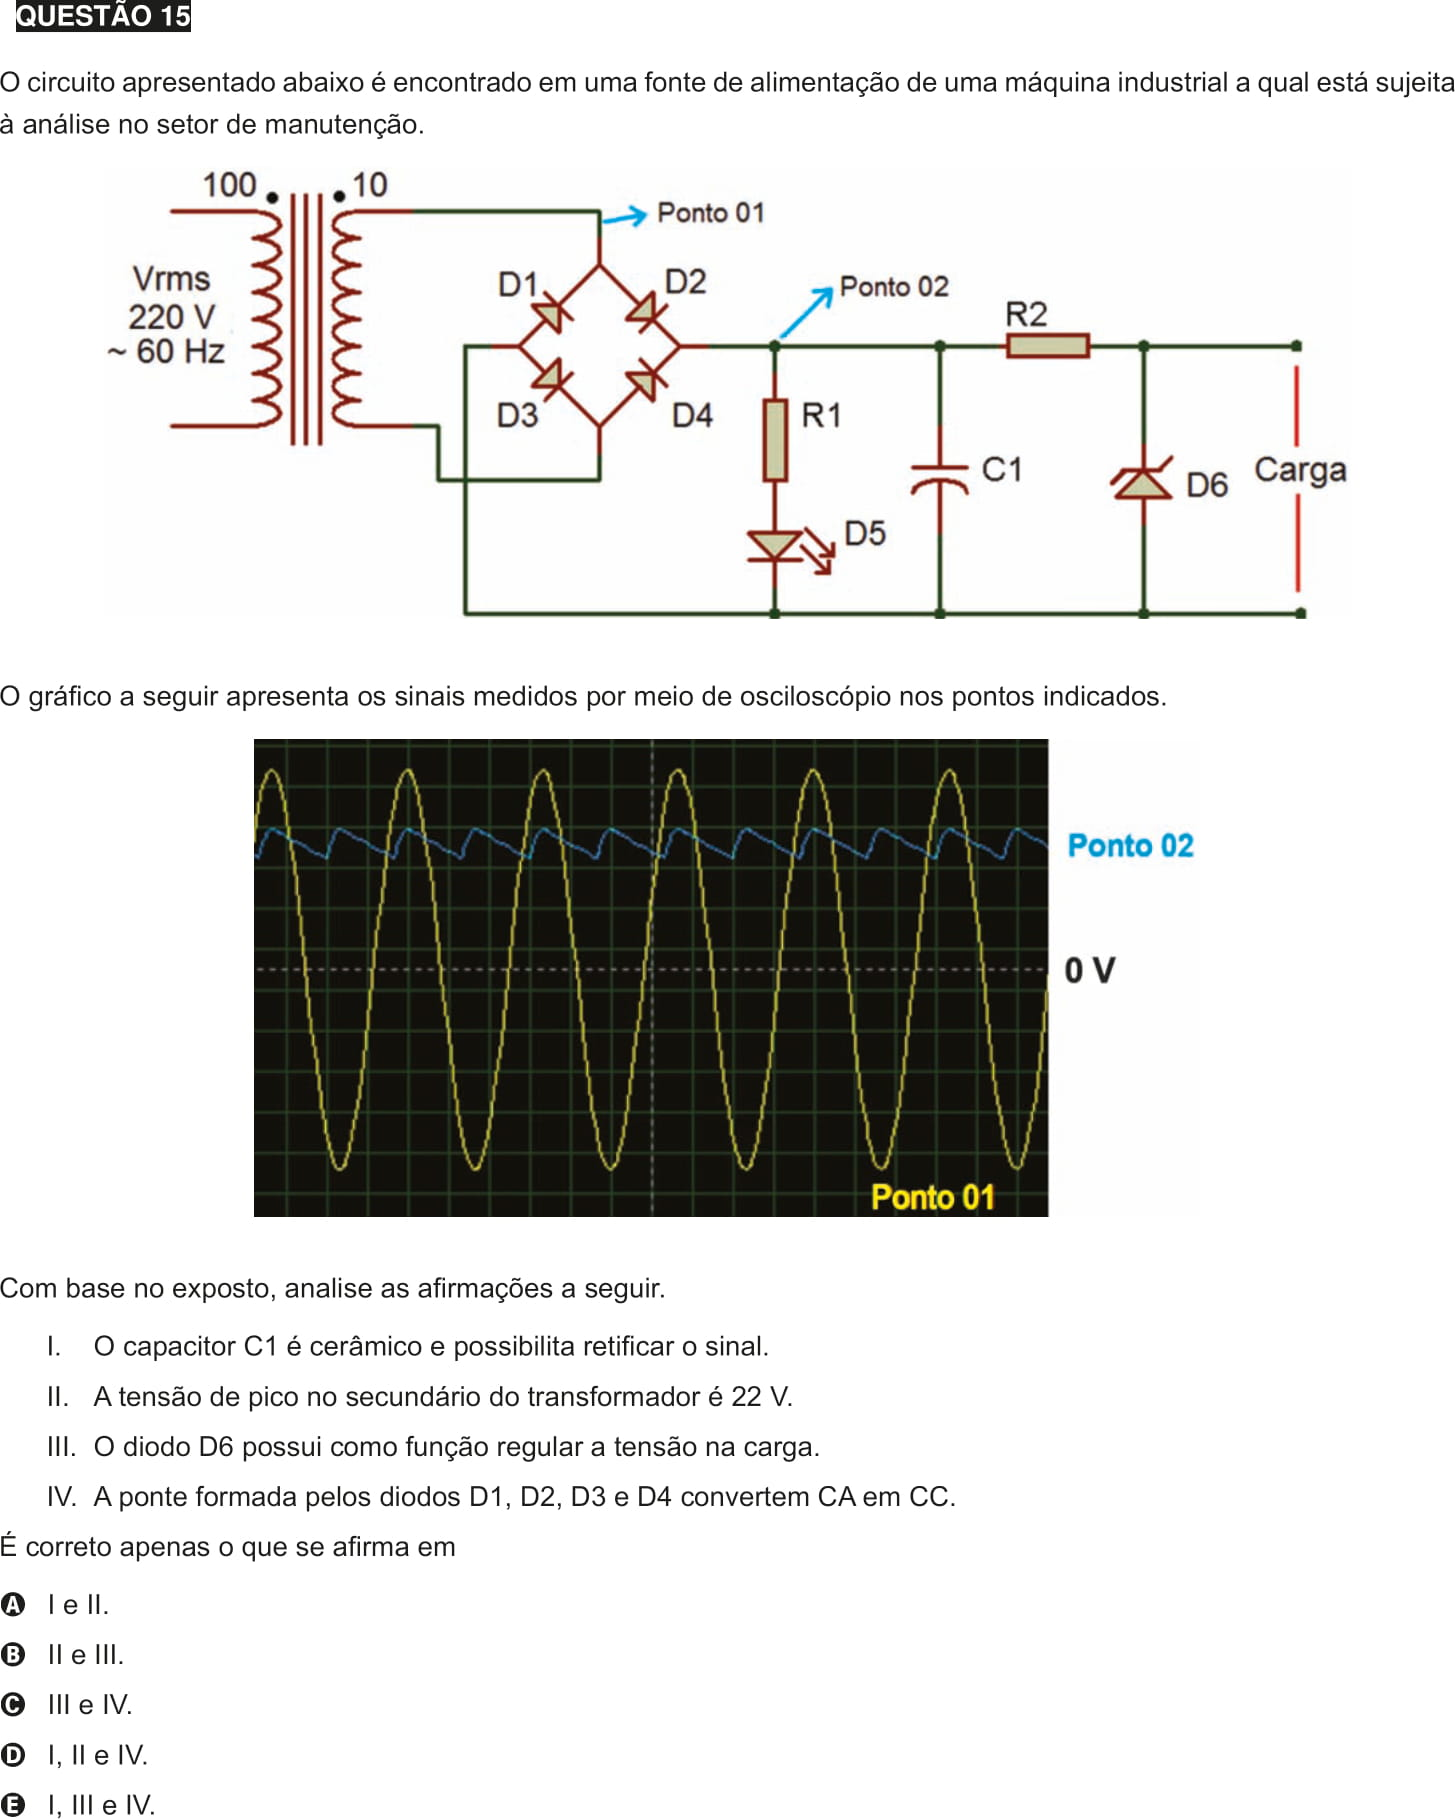 QUESTÃO 15
O circuito apresentado abaixo é encontrado em uma fonte de alimentação de uma máquina industrial a qual está sujeita
à análise no setor de manutenção.
100 10
Ponto 01
Vrms
220 V
~ 60 Hz
D1 D2
Ponto 02
R2
D3 D4 R1
C1
D6
Carga
D5
O gráfico a seguir apresenta os sinais medidos por meio de osciloscópio nos pontos indicados.
Ponto 02
0 V
Ponto 01
Com base no exposto, analise as afirmações a seguir.
I. O capacitor C1 é cerâmico e possibilita retificar o sinal.
II. A tensão de pico no secundário do transformador é 22 V.
III. O diodo D6 possui como função regular a tensão na carga.
IV. A ponte formada pelos diodos D1, D2, D3 e D4 convertem CA em CC.
É correto apenas o que se afirma em
A I e II.
B II e III.
C III e IV.
D I, II e IV.
E I, III e IV.